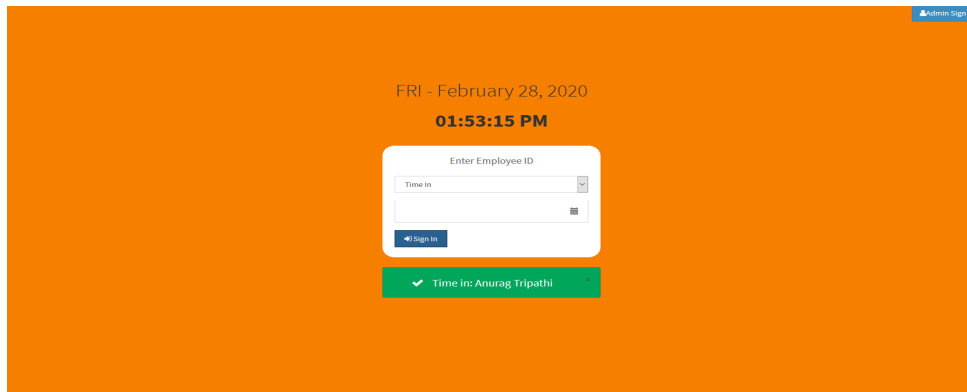 Admin Sign
FRI - February 28, 2020
01:53:15 PM
Enter Employee ID
Time In
Sign In
Time in: Anurag Tripathi